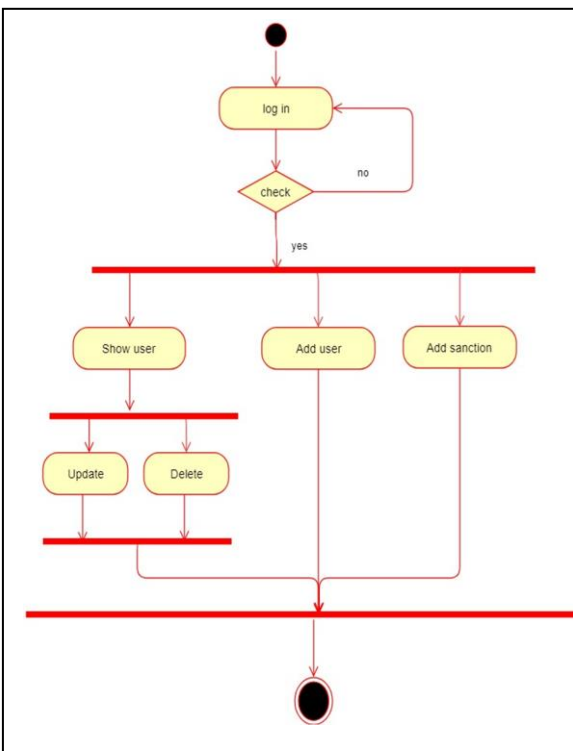 log in
no
check
yes
Show user
Add user
Add sanction
Update
Delete